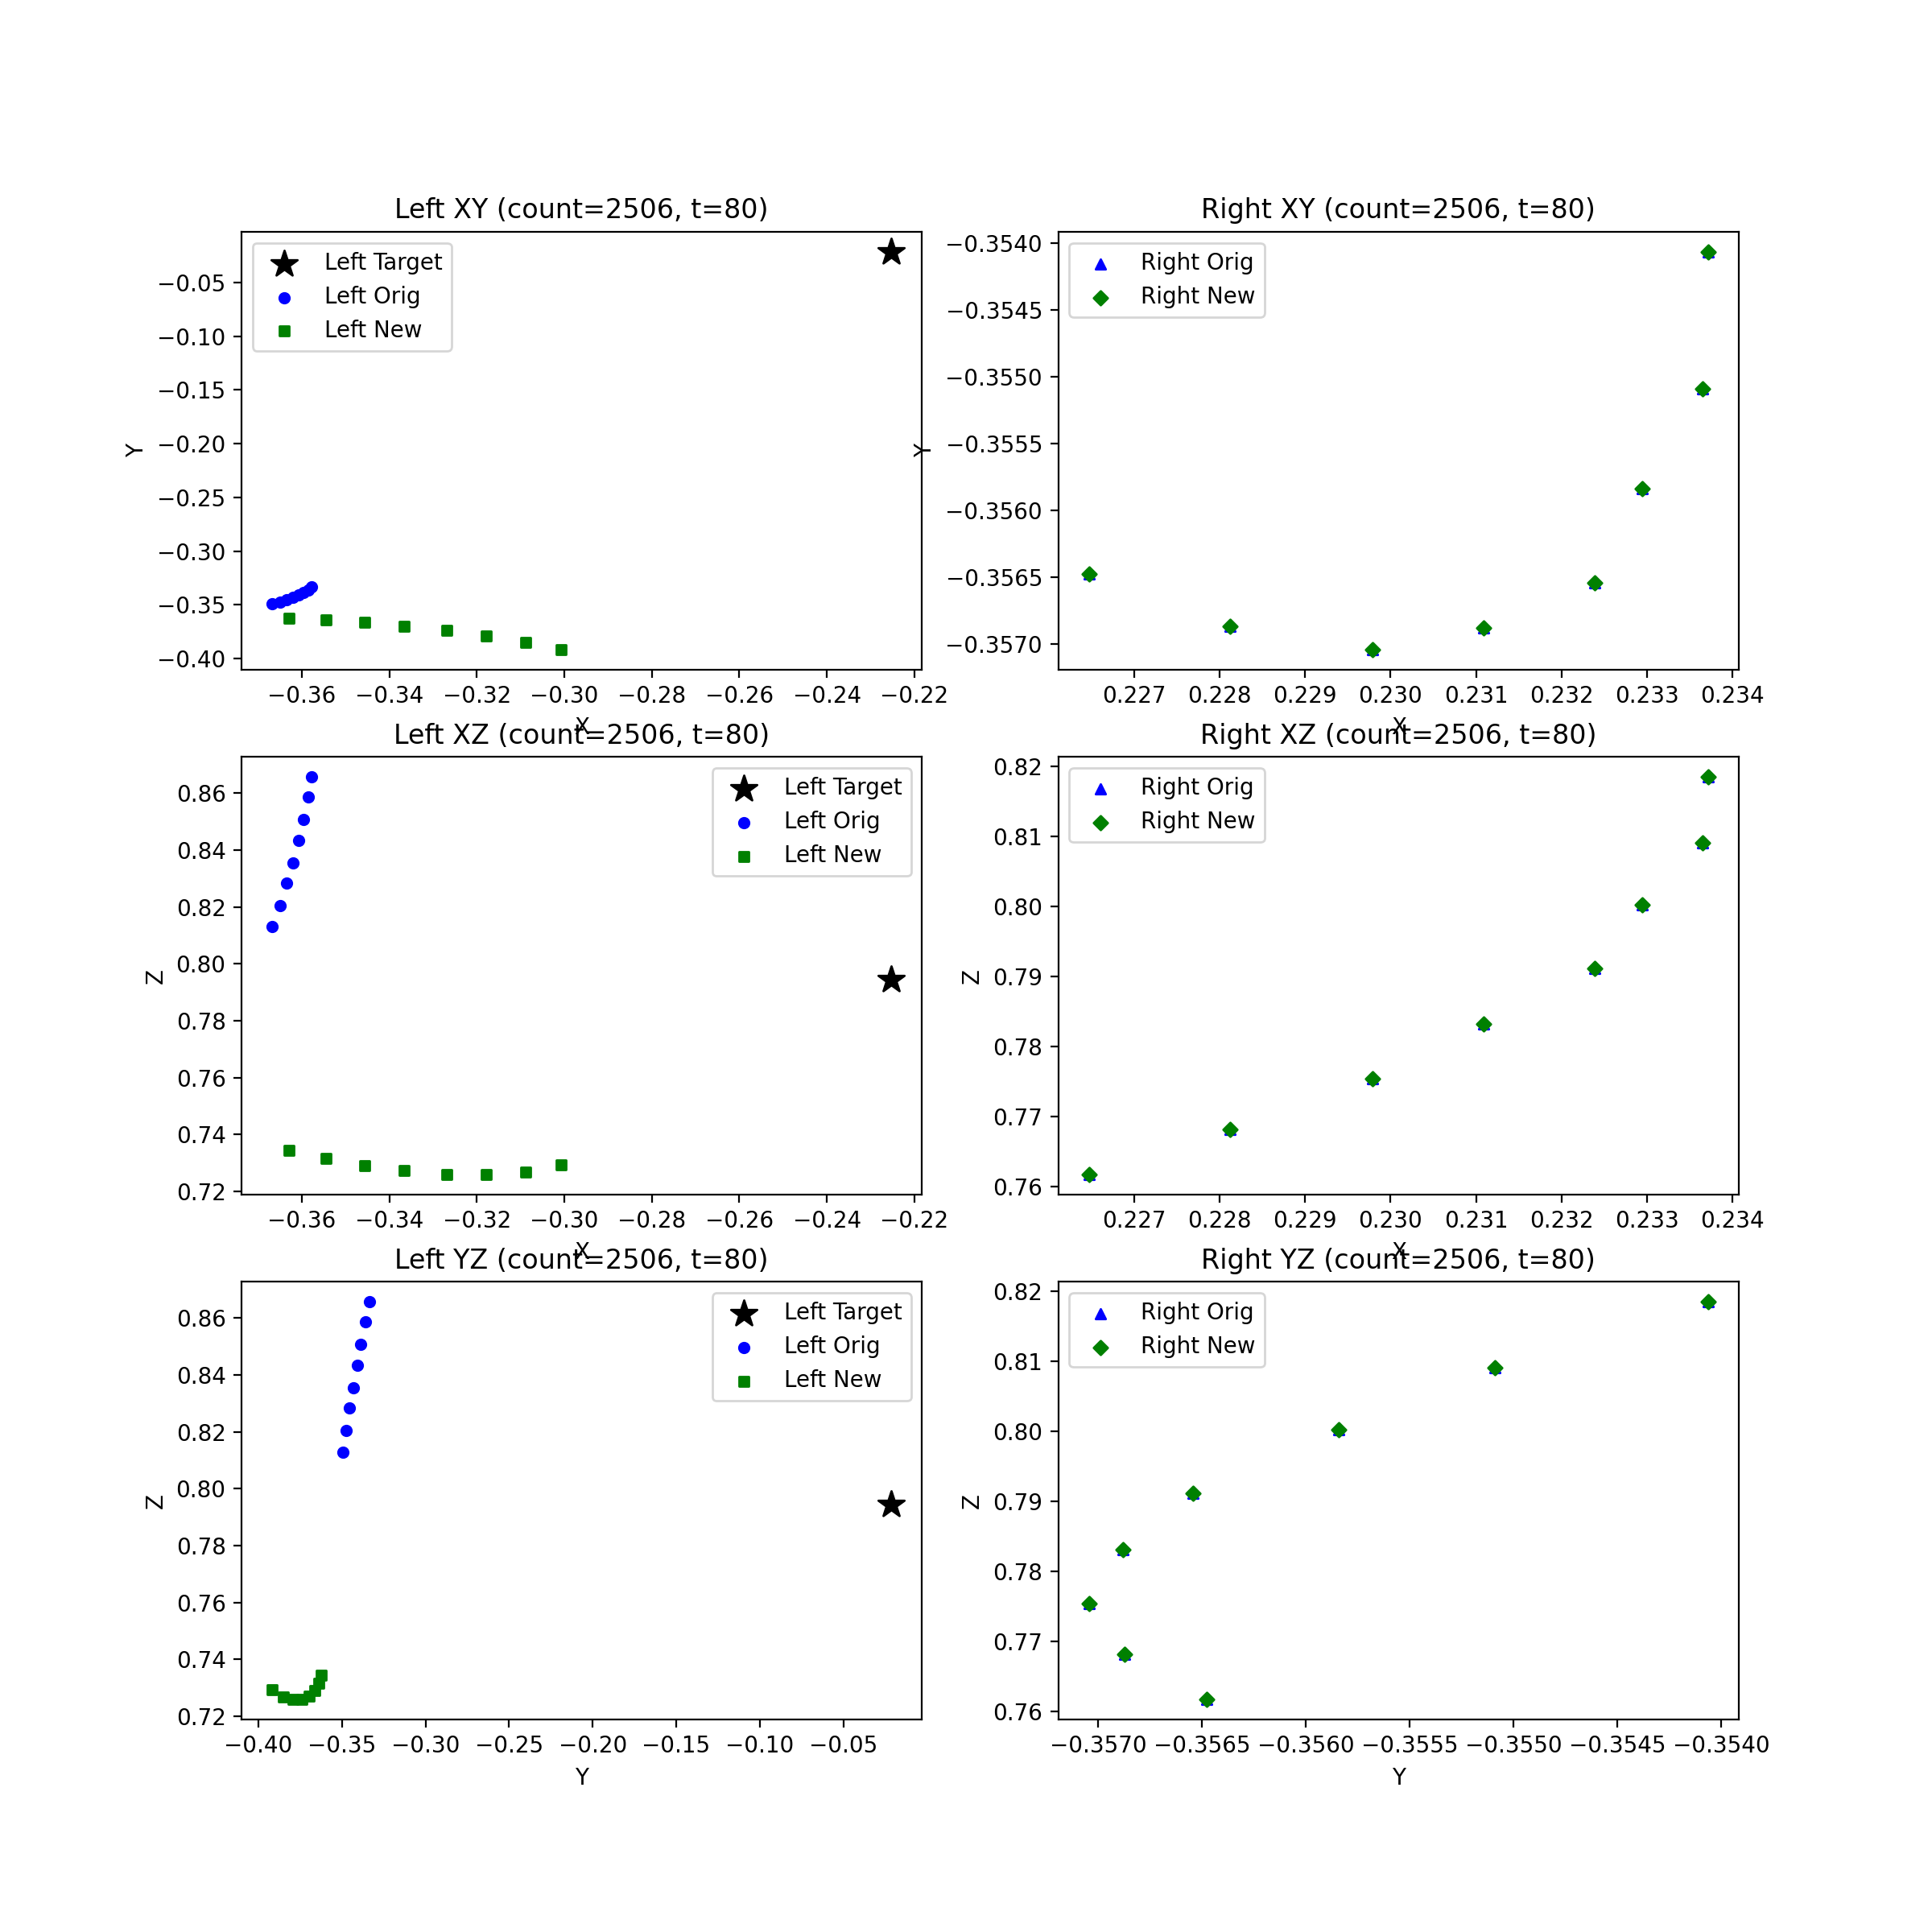 Left XY (count=2506, t=80)
Left Target
Left Orig
Left New
−0.05
−0.10
−0.15
−0.20
−0.25
−0.30
−0.35
−0.40
Y
−0.36 −0.34 −0.32 −0.30 −0.28 −0.26 −0.24 −0.22
X
Right XY (count=2506, t=80)
Right Orig
Right New
−0.3540
−0.3545
−0.3550
−0.3555
−0.3560
−0.3565
−0.3570
Y
0.227 0.228 0.229 0.230 0.231 0.232 0.233 0.234
X
Left XZ (count=2506, t=80)
Left Target
Left Orig
Left New
0.86
0.84
0.82
0.80
0.78
0.76
0.74
0.72
Z
−0.36 −0.34 −0.32 −0.30 −0.28 −0.26 −0.24 −0.22
X
Right XZ (count=2506, t=80)
Right Orig
Right New
0.82
0.81
0.80
0.79
0.78
0.77
0.76
Z
0.227 0.228 0.229 0.230 0.231 0.232 0.233 0.234
X
Left YZ (count=2506, t=80)
Left Target
Left Orig
Left New
0.86
0.84
0.82
0.80
0.78
0.76
0.74
0.72
Z
−0.40 −0.35 −0.30 −0.25 −0.20 −0.15 −0.10 −0.05
Y
Right YZ (count=2506, t=80)
Right Orig
Right New
0.82
0.81
0.80
0.79
0.78
0.77
0.76
Z
−0.3570 −0.3565 −0.3560 −0.3555 −0.3550 −0.3545 −0.3540
Y